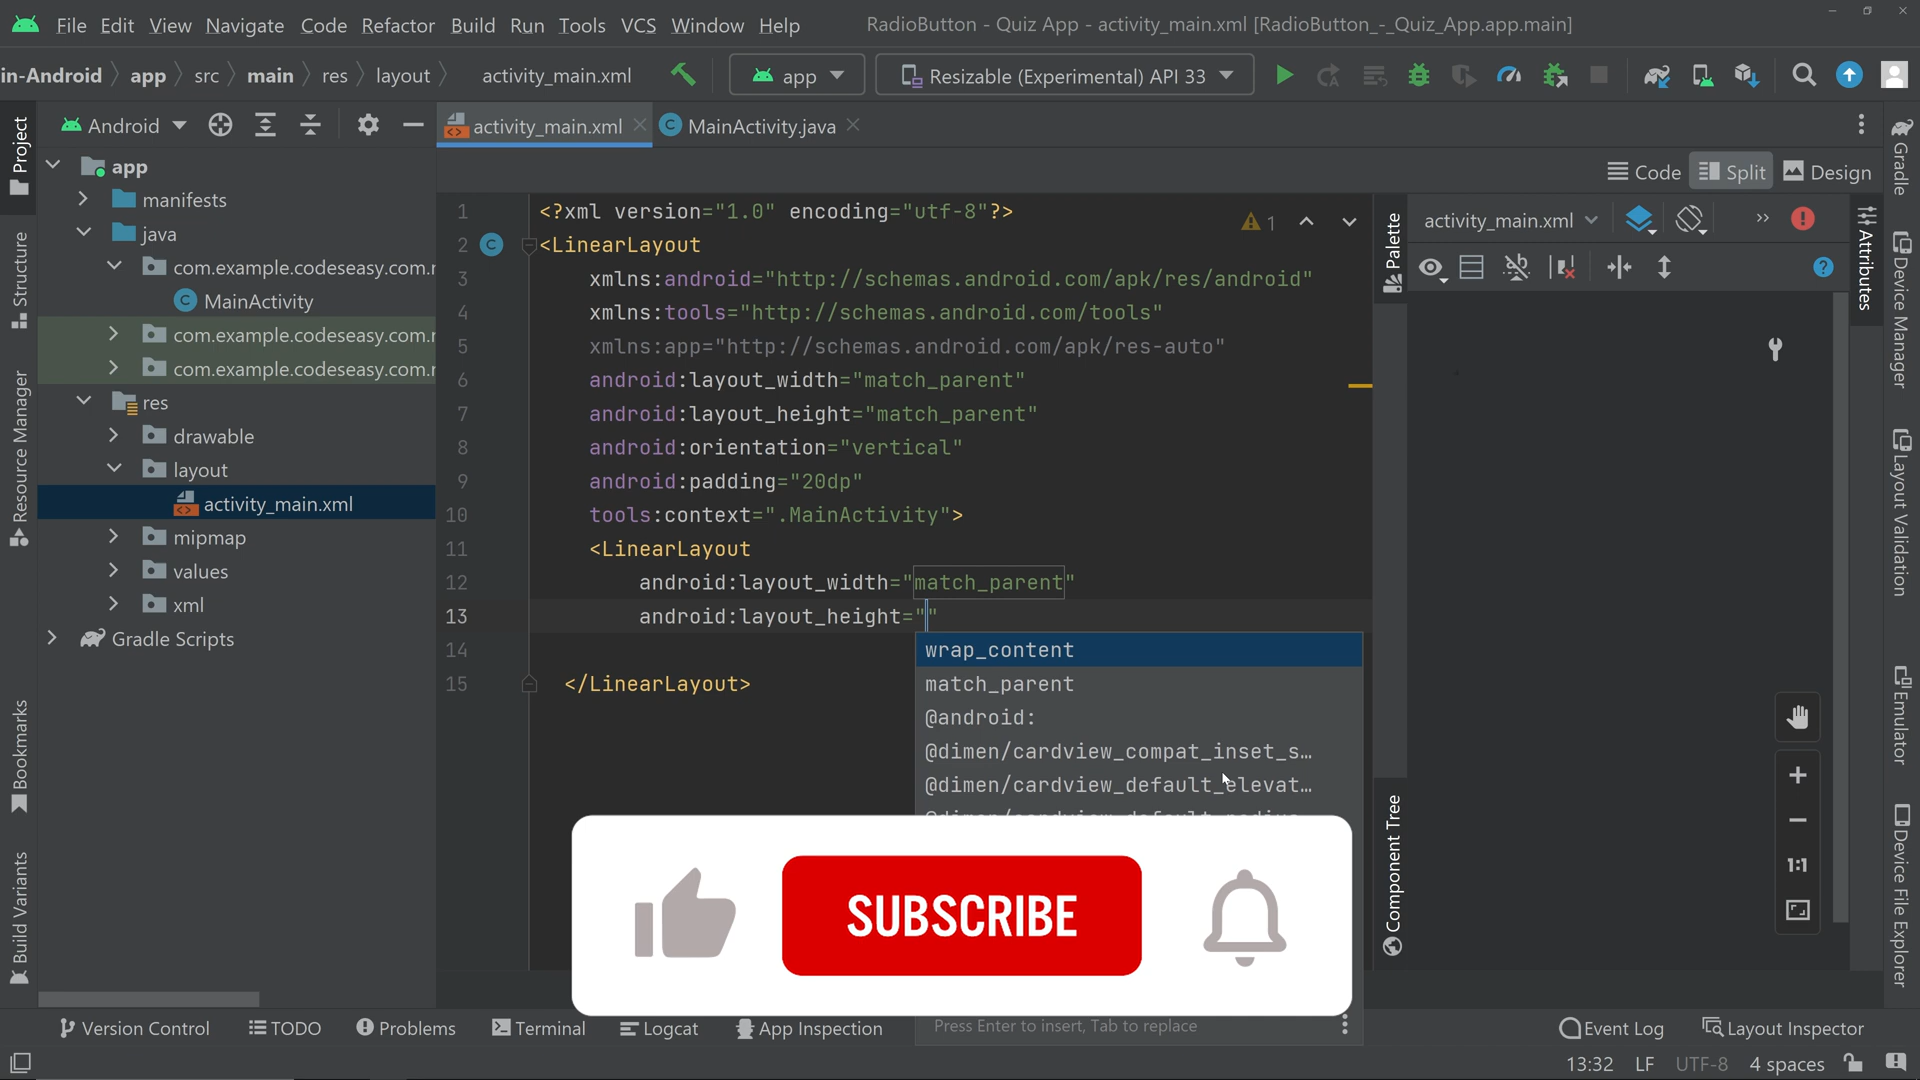 File Edit View Navigate Code Refactor Build Run Tools VCS Window Help
RadioButton - Quiz App - activity_main.xml [RadioButton_-_Quiz_App.app.main]
in-Android app src main res layout activity_main.xml
app
Resizable (Experimental) API 33
Project
Android
activity_main.xml
MainActivity.java
Code Split Design
app
manifests
java
com.example.codeseasy.com.r
MainActivity
com.example.codeseasy.com.r
com.example.codeseasy.com.r
res
drawable
layout
activity_main.xml
mipmap
values
xml
Gradle Scripts
Structure
Resource Manager
Bookmarks
Build Variants
1 <?xml version="1.0" encoding="utf-8"?>
2 <LinearLayout
3 xmlns:android="http://schemas.android.com/apk/res/android"
4 xmlns:tools="http://schemas.android.com/tools"
5 xmlns:app="http://schemas.android.com/apk/res-auto"
6 android:layout_width="match_parent"
7 android:layout_height="match_parent"
8 android:orientation="vertical"
9 android:padding="20dp"
10 tools:context=".MainActivity">
11 <LinearLayout
12 android:layout_width="match_parent"
13 android:layout_height=""
14
15 </LinearLayout>
1
wrap_content
match_parent
@android:
@dimen/cardview_compat_inset_s…
@dimen/cardview_default_elevat…
SUBSCRIBE
Press Enter to insert, Tab to replace
Palette
Component Tree
activity_main.xml
1:1
Attributes
Gradle
Device Manager
Layout Validation
Emulator
Device File Explorer
Version Control TODO Problems Terminal Logcat App Inspection
Event Log Layout Inspector
13:32 LF UTF-8 4 spaces